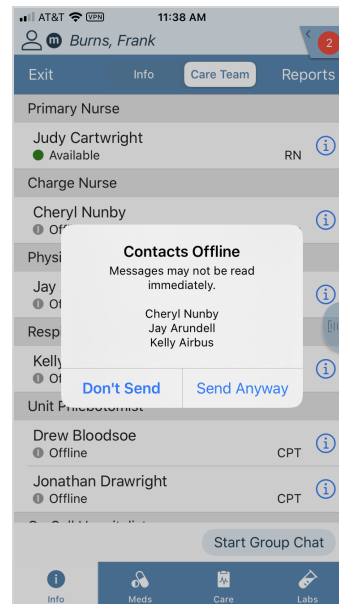 AT&T VPN 11:38 AM
m Burns, Frank
2
Exit Info Care Team Reports
Primary Nurse
Judy Cartwright
Available RN
Charge Nurse
Cheryl Nunby
Contacts Offline
Messages may not be read
immediately.
Cheryl Nunby
Jay Arundell
Kelly Airbus
Don't Send Send Anyway
Jay
Kelly
Unit Phlebotomist
Drew Bloodsoe
Offline CPT
Jonathan Drawright
Offline CPT
Start Group Chat
Info Meds Care Labs